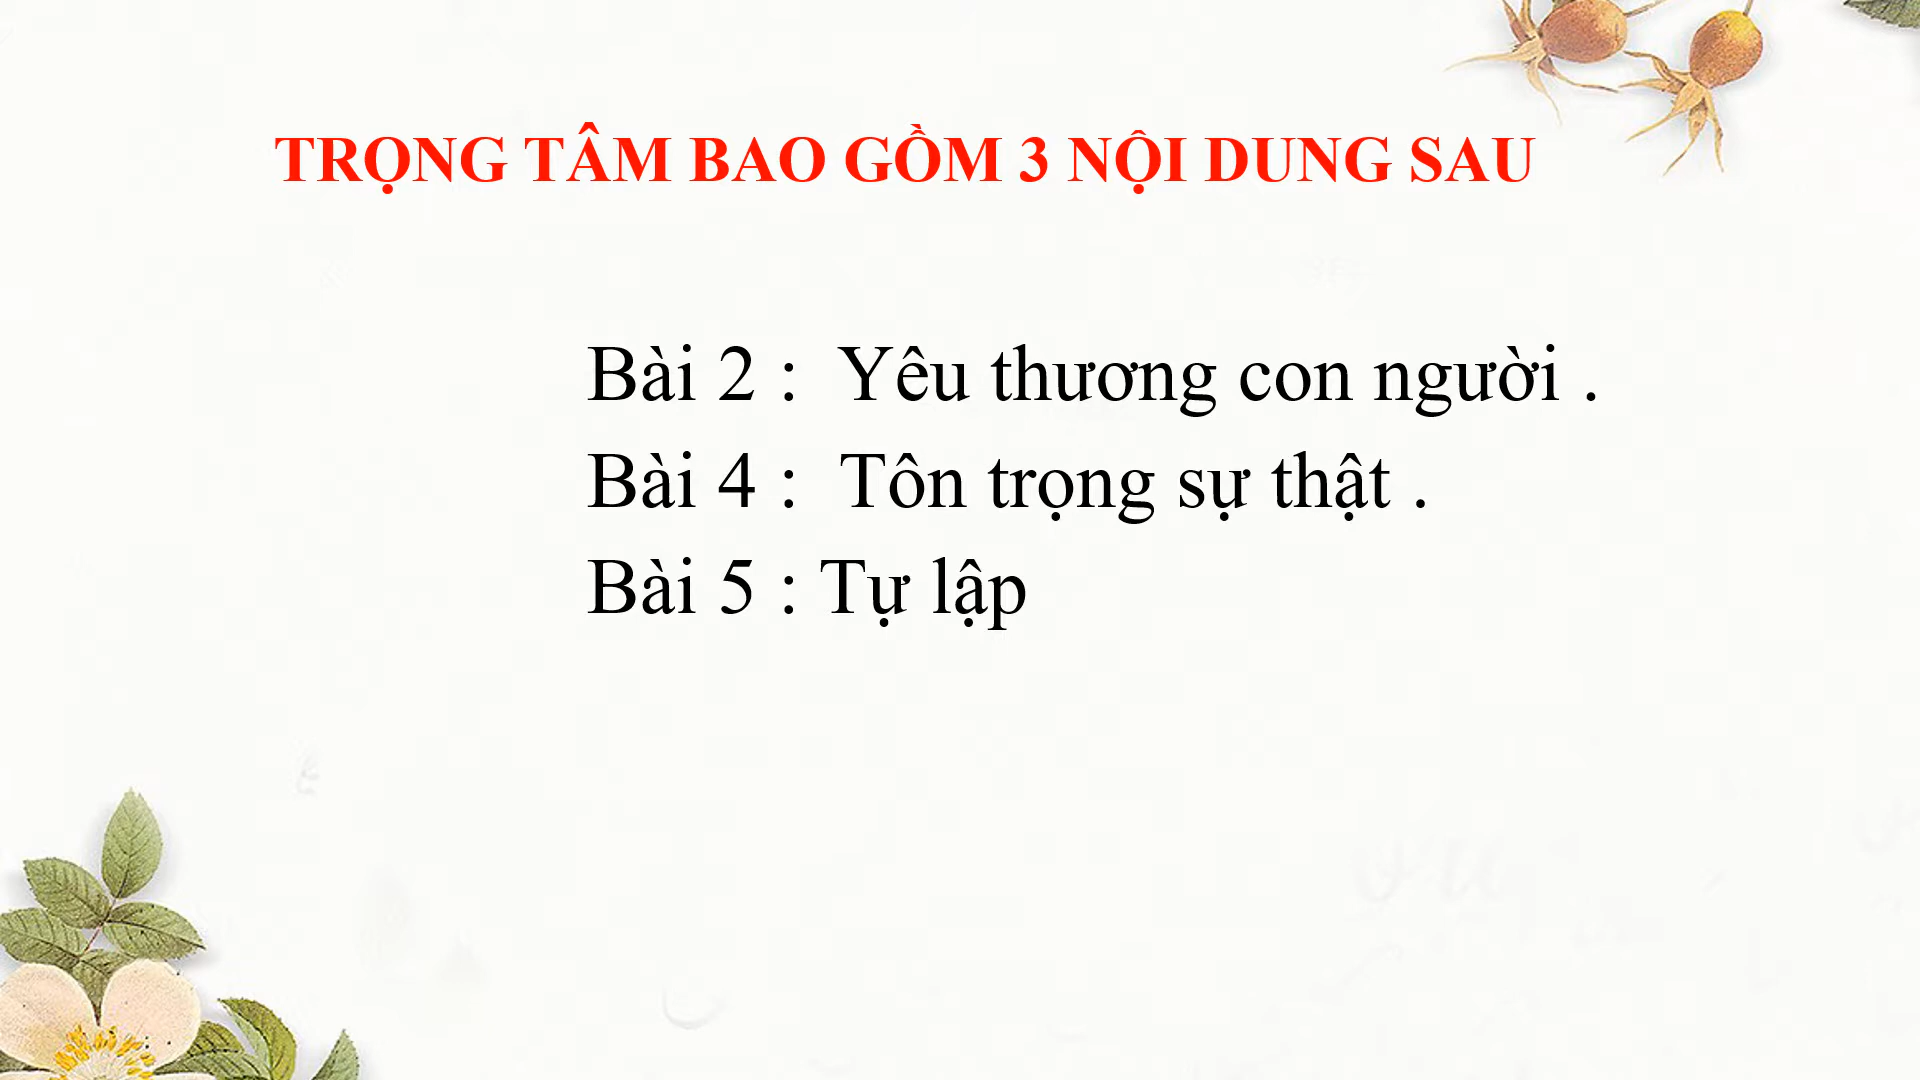 TRỌNG TÂM BAO GỒM 3 NỘI DUNG SAU
Bài 2 :  Yêu thương con người .
Bài 4 :  Tôn trọng sự thật .
Bài 5 : Tự lập